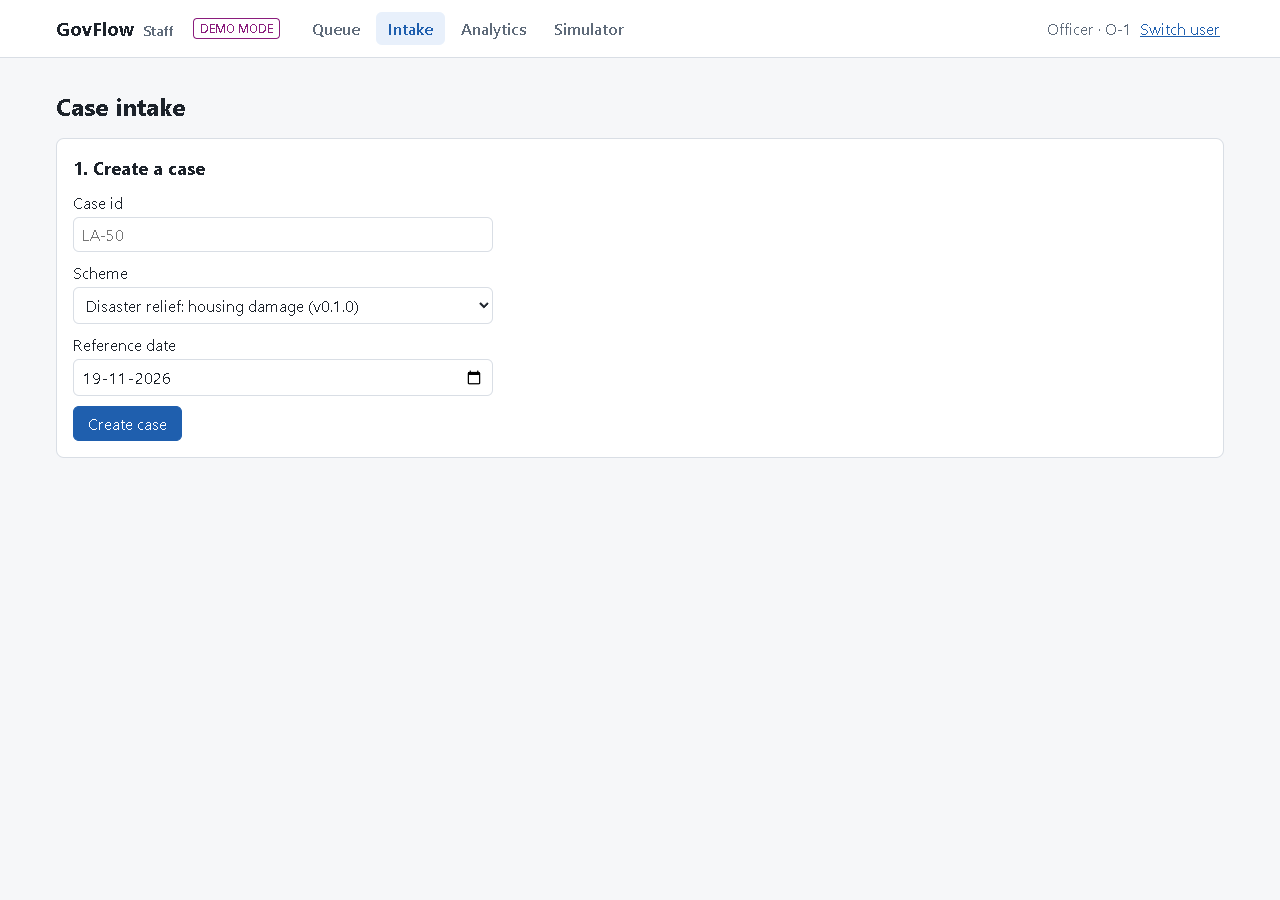 GovFlow Staff DEMO MODE Queue Intake Analytics Simulator Officer · O-1 Switch user
Case intake
1. Create a case
Case id
LA-50
Scheme
Disaster relief: housing damage (v0.1.0)
Reference date
19-11-2026
Create case